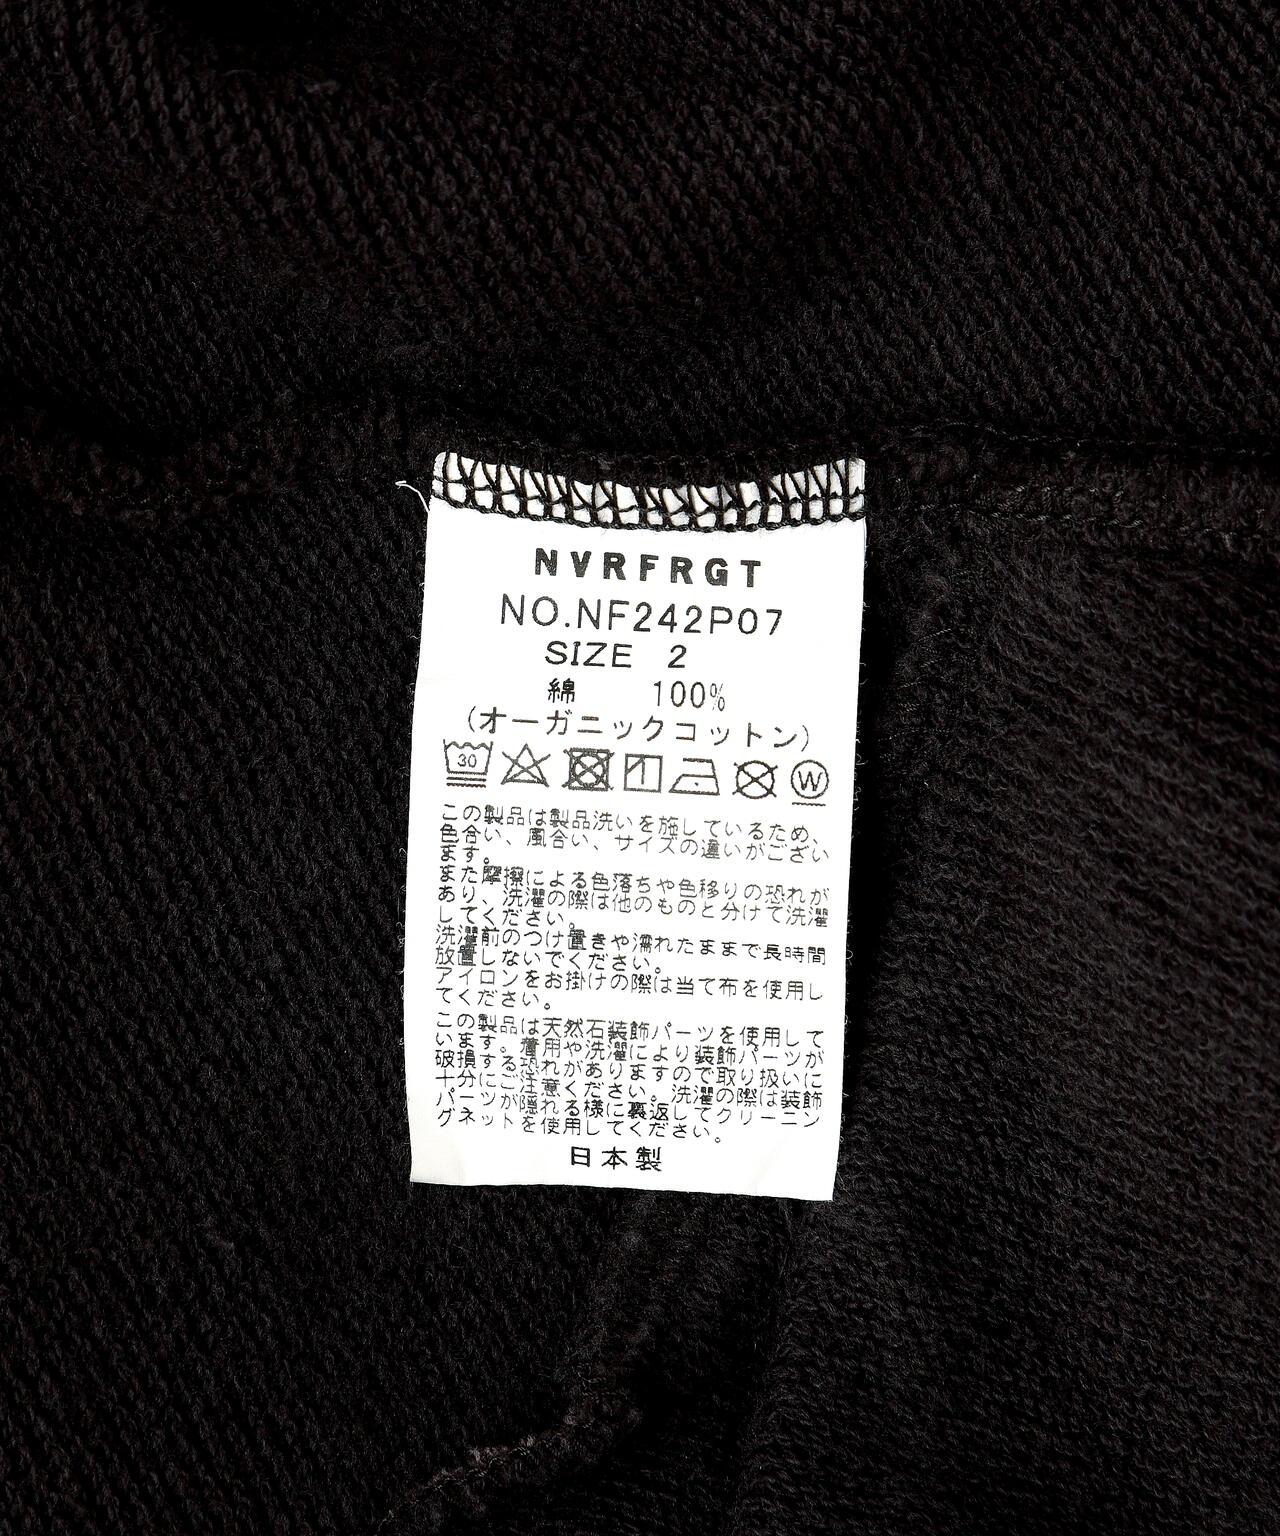 NVRFRGT
NO.NF242P07
SIZE 2
綿 100%
(オーガニックコットン)
30 W
この製品は製品洗いを施しているため、
色合い、風合い、サイズの違いがござい
ます。
また摩擦による色落ちや色移りの恐れが
あり、洗濯の際は他のものと分けて洗濯
してください。
洗濯前のつけ置きや濡れたままで長時間
放置しないでください。
アイロンをお掛けの際は当て布を使用し
てください。
この製品は天然石装飾パーツを使用して
います。着用や洗濯により装飾パーツが
破損する恐れがありますので取り扱いに
十分にご注意ください。洗濯の際は装飾
パーツが隠れる様に裏返してクリーニン
グネットを使用してください。
日本製